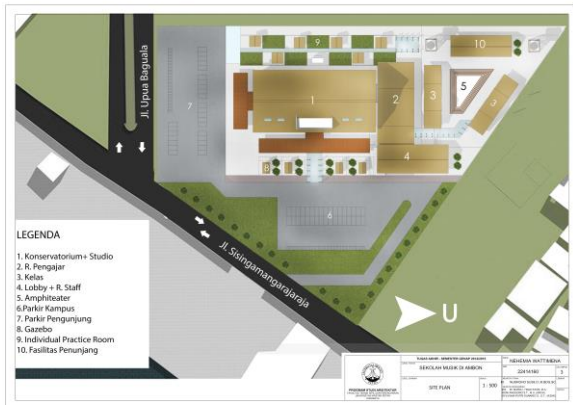 Jl. Upua Baguala
9
10
1
2
3
5
3
7
4
8
6
Jl. Sisingamangarajaraja
LEGENDA
1. Konservatorium+ Studio
2. R. Pengajar
3. Kelas
4. Lobby + R. Staff
5. Amphiteater
6.Parkir Kampus
7. Parkir Pengunjung
8. Gazebo
9. Individual Practice Room
10. Fasilitas Penunjang
U
SEKOLAH MUSIK DI AMBON
SITE PLAN
1 : 500
WATTIMENA